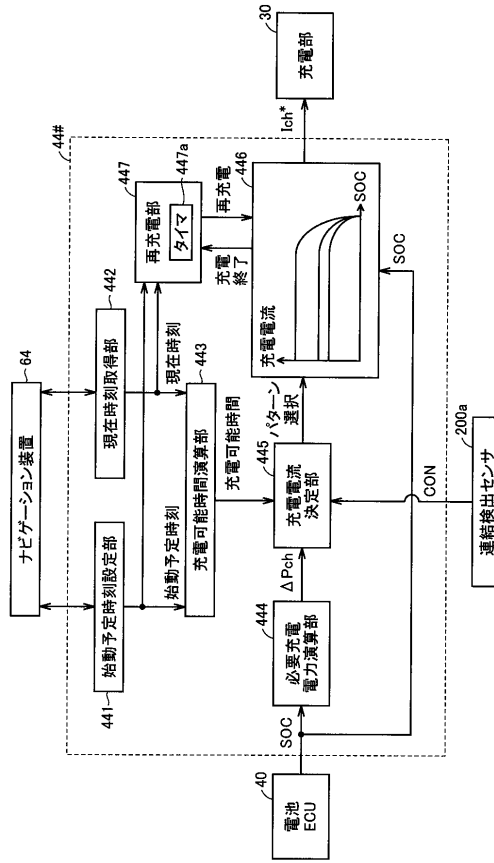 64
ナビゲーション装置
44#
441
始動予定時刻設定部
442
現在時刻取得部
447
再充電部
タイマ
447a
始動予定時刻
現在時刻
443
充電可能時間演算部
充電可能時間
充電
終了
再充電
446
充電電流
SOC
Ich*
30
充電部
40
電池
ECU
SOC
444
必要充電
電力演算部
ΔPch
445
充電電流
決定部
パターン
選択
SOC
CON
200a
連結検出センサ